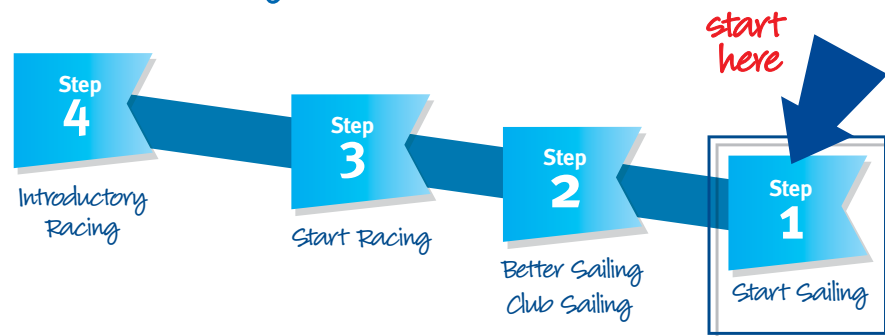 start
here
Step
4
Introductory
Racing
Step
3
Start Racing
Step
2
Better Sailing
Club Sailing
Step
1
Start Sailing